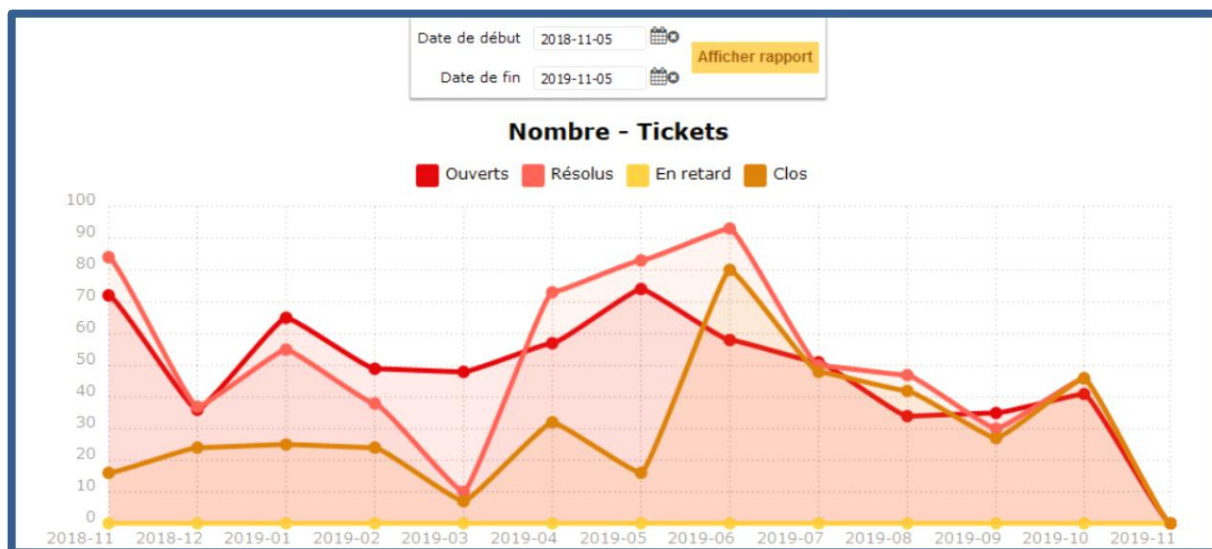 Date de début 2018-11-05
Afficher rapport
Date de fin 2019-11-05
Nombre - Tickets
Ouverts Résolus En retard Clos
100
90
80
70
60
50
40
30
20
10
0
2018-11 2018-12 2019-01 2019-02 2019-03 2019-04 2019-05 2019-06 2019-07 2019-08 2019-09 2019-10 2019-11